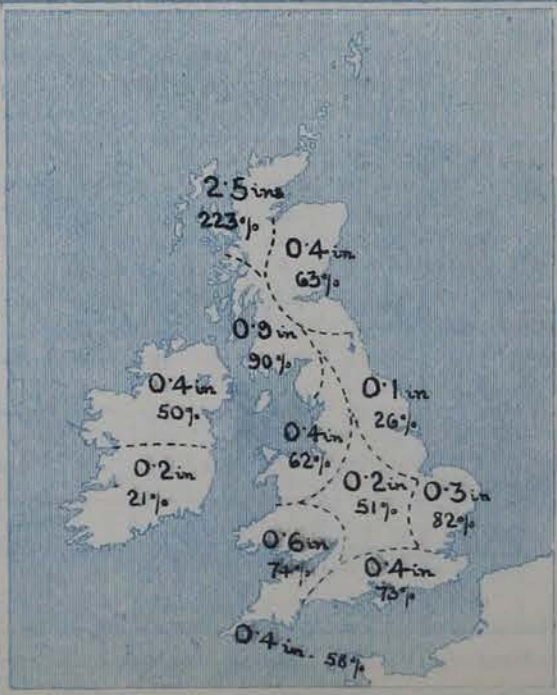 2·5 ins
223%
0·4 in
63%
0·9 in
90%
0·4 in
50%
0·1 in
26%
0·4 in
62%
0·2 in
21%
0·2 in
51%
0·3 in
82%
0·6 in
74%
0·4 in
73%
0·4 in. 58%